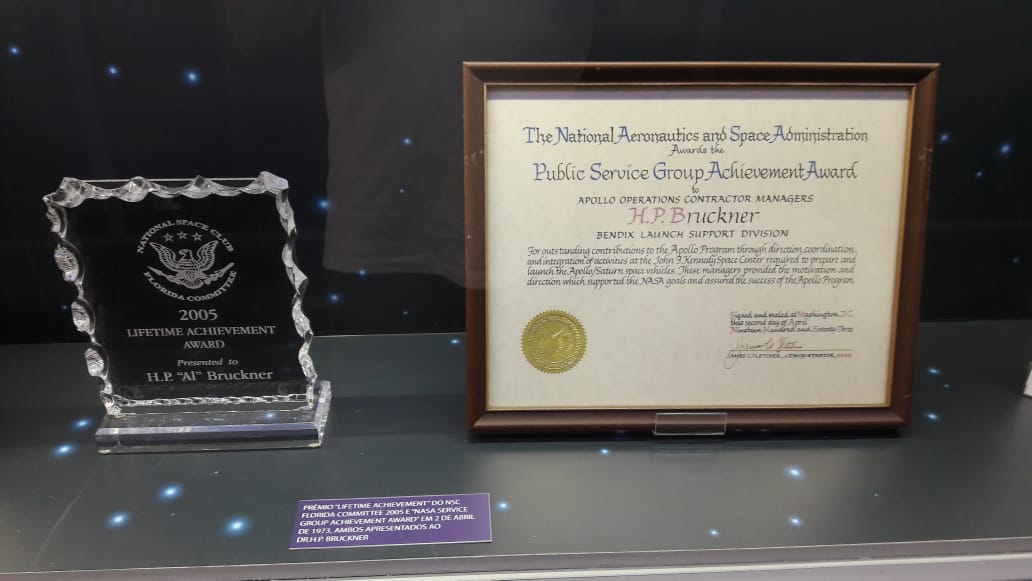 NATIONAL SPACE CLUB
FLORIDA COMMITTEE
2005
LIFETIME ACHIEVEMENT
AWARD
Presented to
H.P. "Al" Bruckner
The National Aeronautics and Space Administration
Awards the
Public Service Group Achievement Award
to
APOLLO OPERATIONS CONTRACTOR MANAGERS
H.P. Bruckner
BENDIX LAUNCH SUPPORT DIVISION
For outstanding contributions to the Apollo Program through direction, coordination,
and integration of activities at the John F. Kennedy Space Center required to prepare and
launch the Apollo/Saturn space vehicles. These managers provided the motivation and
direction which supported the NASA goals and assured the success of the Apollo Program.
Signed and sealed at Washington, D.C.
this second day of April
Nineteen Hundred and Seventy Three
JAMES C. FLETCHER, ADMINISTRATOR, NASA
PRÊMIO "LIFETIME ACHIEVEMENT" DO NSC
FLORIDA COMMITTEE 2005 E "NASA SERVICE
GROUP ACHIEVEMENT AWARD" EM 2 DE ABRIL
DE 1973, AMBOS APRESENTADOS AO
DR.H.P. BRUCKNER